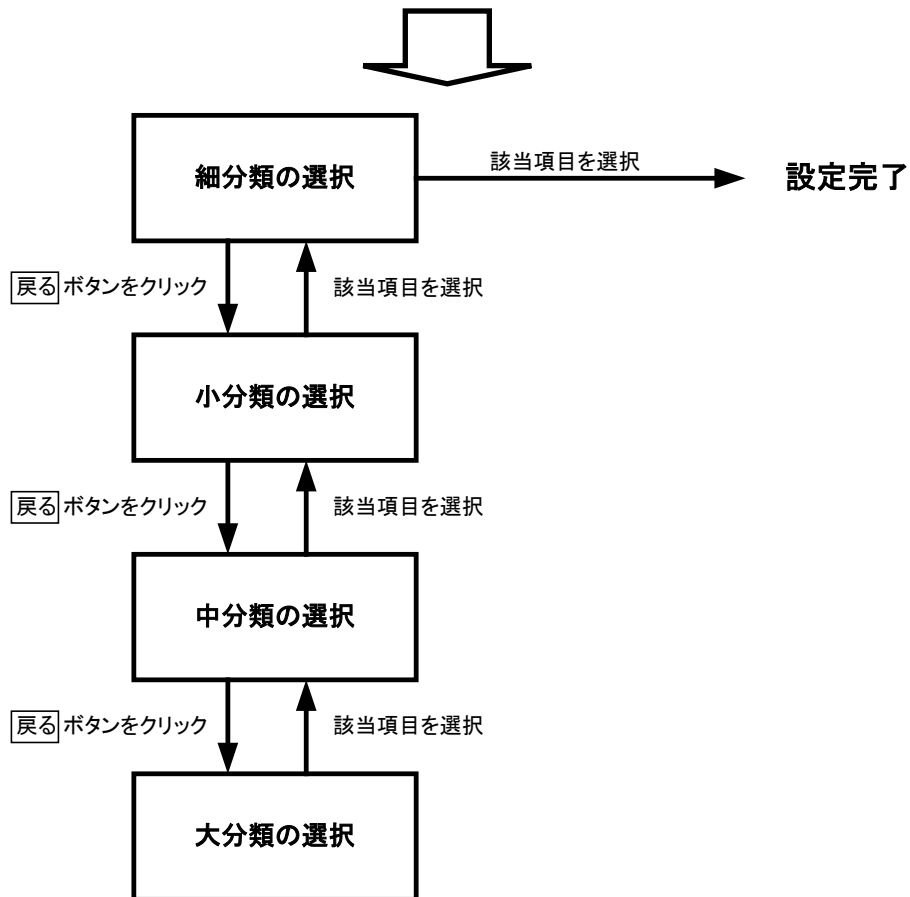 細分類の選択
該当項目を選択
設定完了
戻るボタンをクリック
該当項目を選択
小分類の選択
戻るボタンをクリック
該当項目を選択
中分類の選択
戻るボタンをクリック
該当項目を選択
大分類の選択